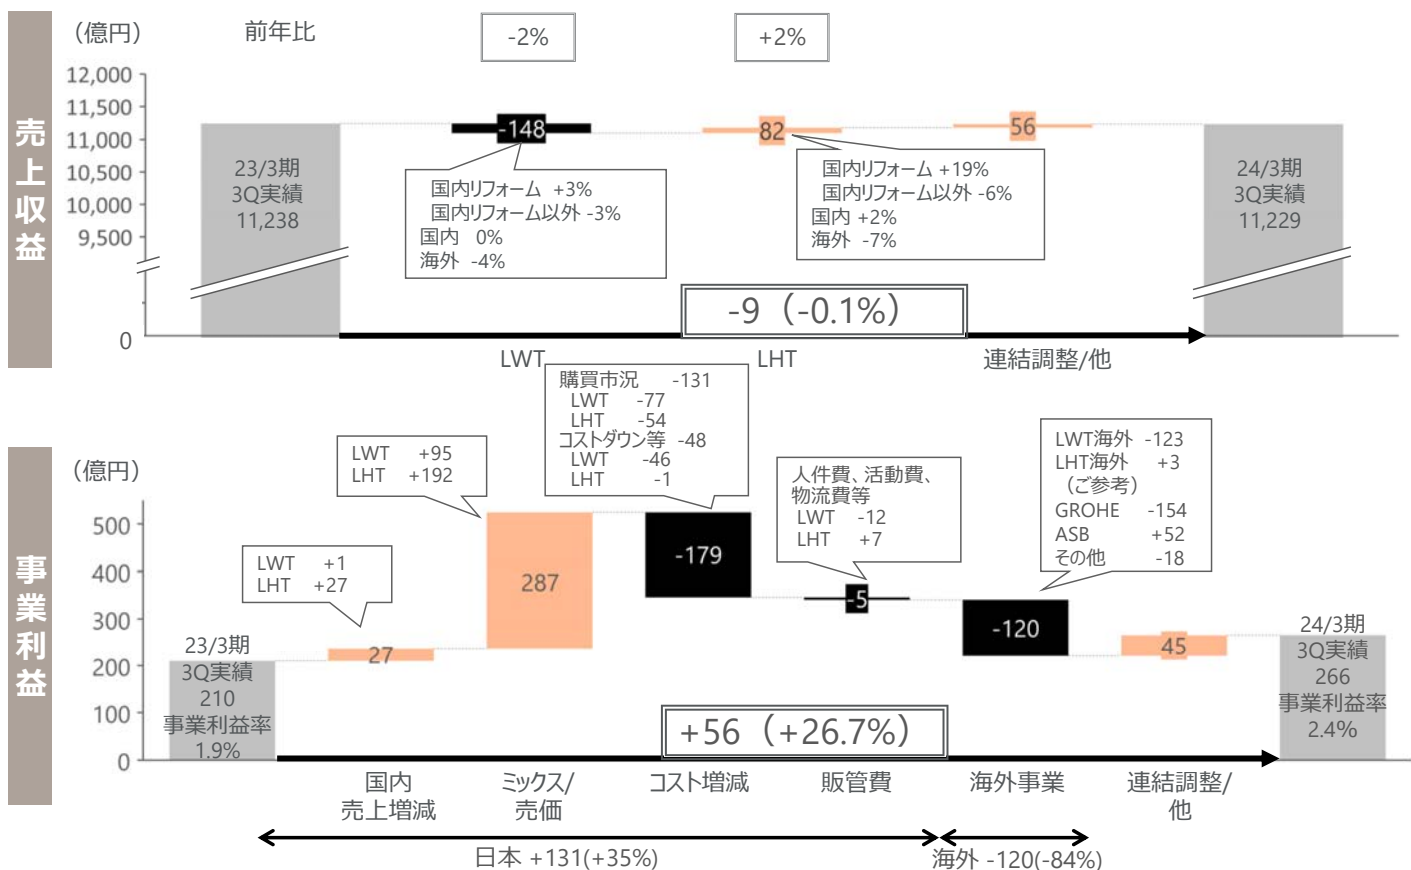 （億円）
前年比
-2%
+2%
売上収益
12,000
11,500
11,000
10,500
10,000
9,500
0
23/3期
3Q実績
11,238
-148
82
56
国内リフォーム +3%
国内リフォーム以外 -3%
国内 0%
海外 -4%
国内リフォーム +19%
国内リフォーム以外 -6%
国内 +2%
海外 -7%
24/3期
3Q実績
11,229
-9（-0.1%）
LWT
LHT
連結調整/他
事業利益
（億円）
500
400
300
200
100
0
23/3期
3Q実績
210
事業利益率
1.9%
LWT +1
LHT +27
27
LWT +95
LHT +192
287
購買市況 -131
LWT -77
LHT -54
コストダウン等 -48
LWT -46
LHT -1
-179
人件費、活動費、
物流費等
LWT -12
LHT +7
-5
LWT海外 -123
LHT海外 +3
（ご参考）
GROHE -154
ASB +52
その他 -18
-120
45
24/3期
3Q実績
266
事業利益率
2.4%
+56（+26.7%）
国内
売上増減
ミックス/
売価
コスト増減
販管費
海外事業
連結調整/
他
日本 +131(+35%)
海外 -120(-84%)